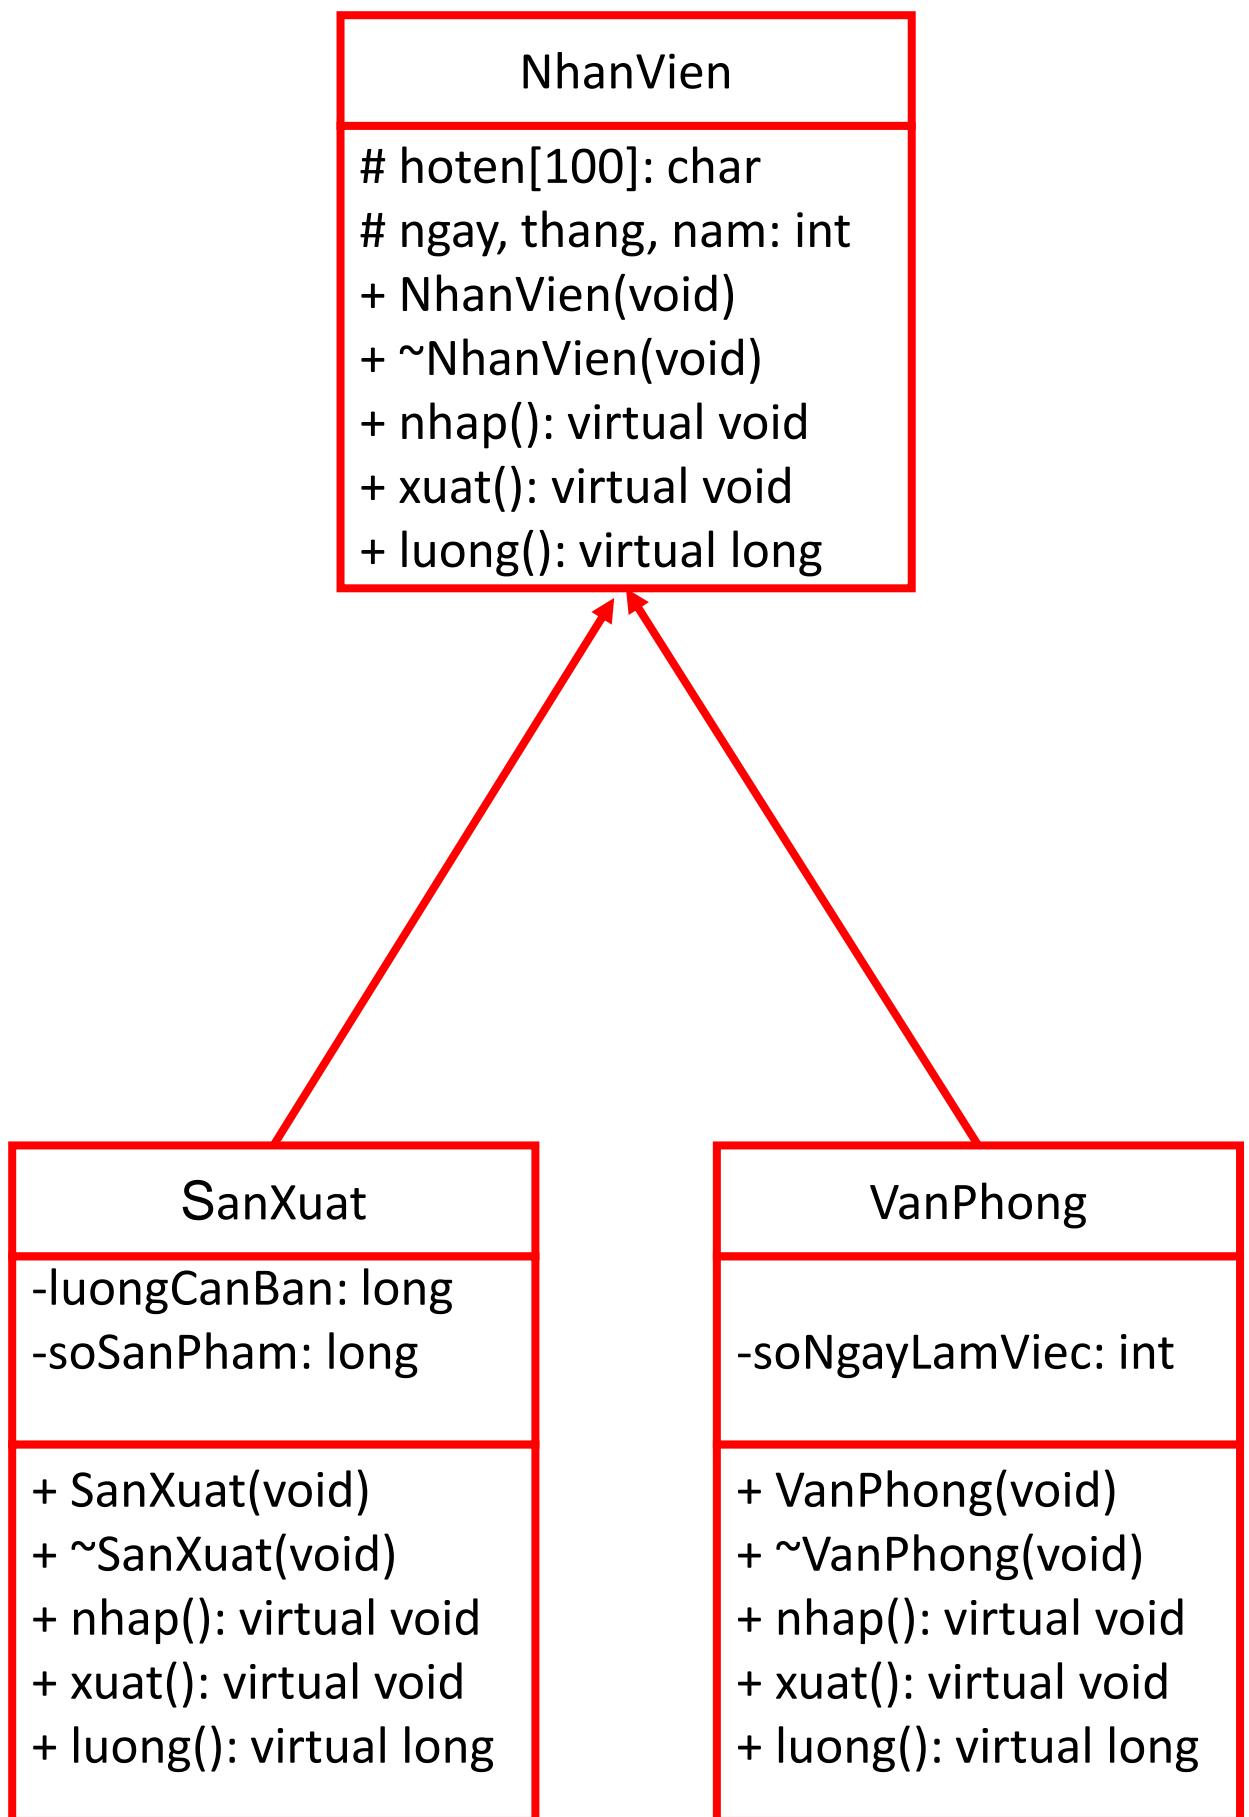 NhanVien
# hoten[100]: char
# ngay, thang, nam: int
+ NhanVien(void)
+ ~NhanVien(void)
+ nhap(): virtual void
+ xuat(): virtual void
+ luong(): virtual long
SanXuat
-luongCanBan: long
-soSanPham: long
+ SanXuat(void)
+ ~SanXuat(void)
+ nhap(): virtual void
+ xuat(): virtual void
+ luong(): virtual long
VanPhong
-soNgayLamViec: int
+ VanPhong(void)
+ ~VanPhong(void)
+ nhap(): virtual void
+ xuat(): virtual void
+ luong(): virtual long